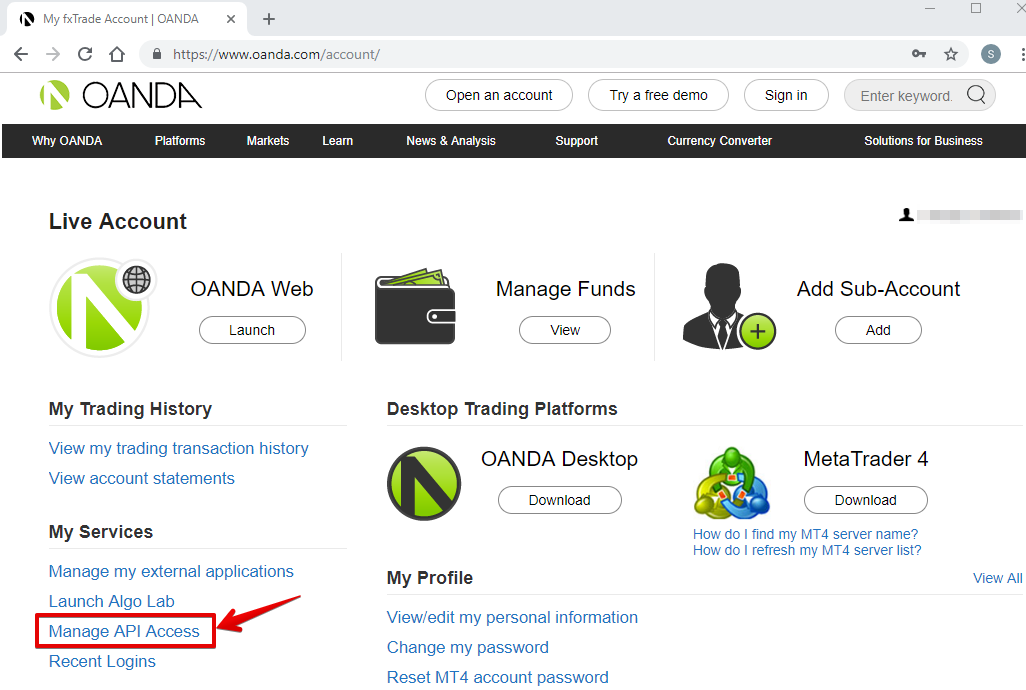 My fxTrade Account | OANDA
https://www.oanda.com/account/
S
OANDA
Open an account
Try a free demo
Sign in
Enter keyword.
Why OANDA
Platforms
Markets
Learn
News & Analysis
Support
Currency Converter
Solutions for Business
Live Account
OANDA Web
Launch
Manage Funds
View
Add Sub-Account
Add
My Trading History
View my trading transaction history
View account statements
Desktop Trading Platforms
OANDA Desktop
Download
MetaTrader 4
Download
How do I find my MT4 server name?
How do I refresh my MT4 server list?
My Services
Manage my external applications
Launch Algo Lab
Manage API Access
Recent Logins
My Profile
View All
View/edit my personal information
Change my password
Reset MT4 account password